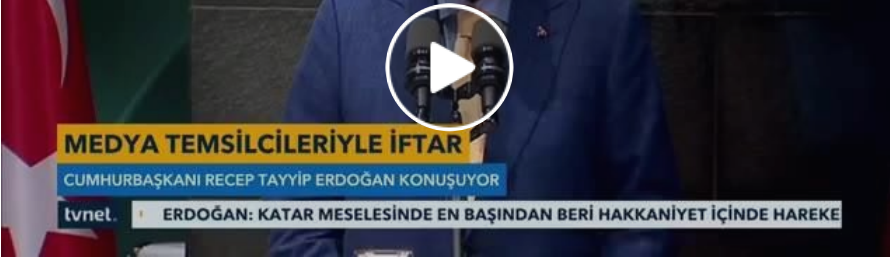 MEDYA TEMSİLCİLERİYLE İFTAR
CUMHURBAŞKANI RECEP TAYYİP ERDOĞAN KONUŞUYOR
tvnet. ERDOĞAN: KATAR MESELESİNDE EN BAŞINDAN BERİ HAKKANİYET İÇİNDE HAREKE